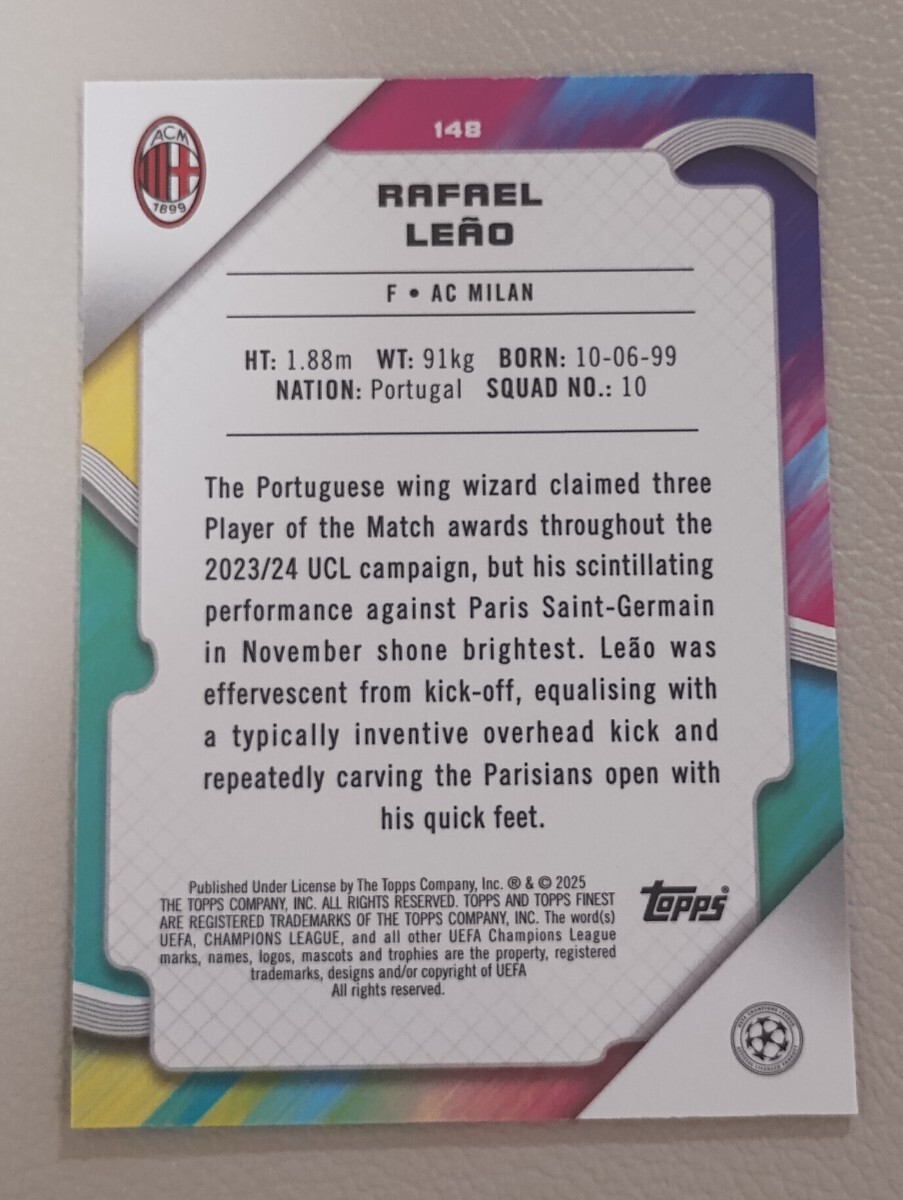 148
ACM
1899
RAFAEL
LEÃO
F • AC MILAN
HT: 1.88m WT: 91kg BORN: 10-06-99
NATION: Portugal SQUAD NO.: 10
The Portuguese wing wizard claimed three
Player of the Match awards throughout the
2023/24 UCL campaign, but his scintillating
performance against Paris Saint-Germain
in November shone brightest. Leão was
effervescent from kick-off, equalising with
a typically inventive overhead kick and
repeatedly carving the Parisians open with
his quick feet.
Published Under License by The Topps Company, Inc. ® & © 2025
THE TOPPS COMPANY, INC. ALL RIGHTS RESERVED. TOPPS AND TOPPS FINEST
ARE REGISTERED TRADEMARKS OF THE TOPPS COMPANY, INC. The word(s)
UEFA, CHAMPIONS LEAGUE, and all other UEFA Champions League
marks, names, logos, mascots and trophies are the property, registered
trademarks, designs and/or copyright of UEFA
All rights reserved.
Topps®